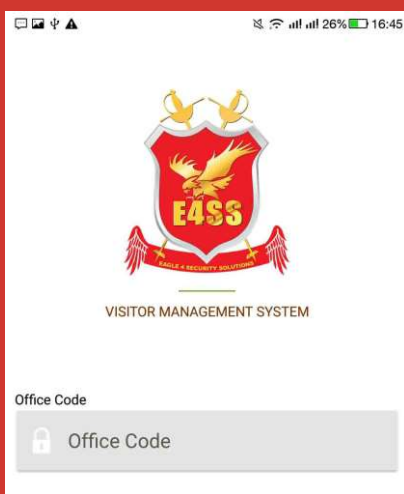 26% 16:45
E4SS
EAGLE 4 SECURITY SOLUTIONS
VISITOR MANAGEMENT SYSTEM
Office Code
Office Code